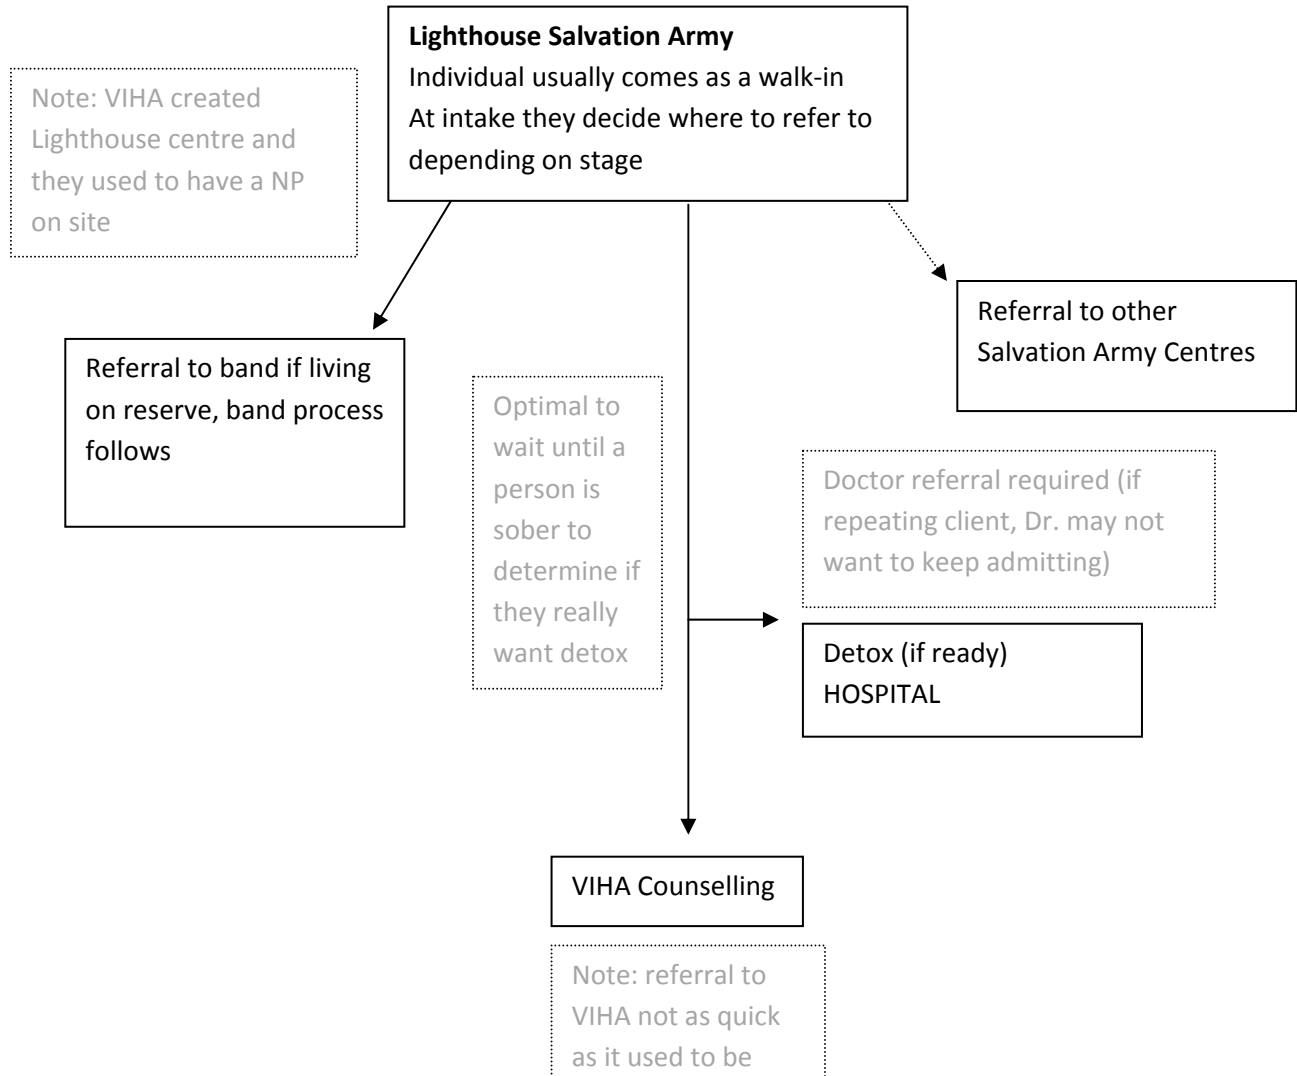 Lighthouse Salvation Army
Individual usually comes as a walk-in
At intake they decide where to refer to
depending on stage
Note: VIHA created
Lighthouse centre and
they used to have a NP
on site
Referral to other
Salvation Army Centres
Referral to band if living
on reserve, band process
follows
Optimal to
wait until a
person is
sober to
determine if
they really
want detox
Doctor referral required (if
repeating client, Dr. may not
want to keep admitting)
Detox (if ready)
HOSPITAL
VIHA Counselling
Note: referral to
VIHA not as quick
as it used to be